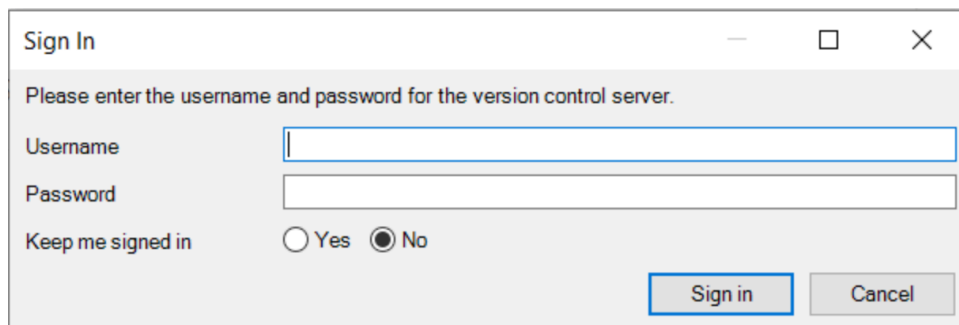 Sign In
Please enter the username and password for the version control server.
Username
Password
Keep me signed in Yes No
Sign in Cancel